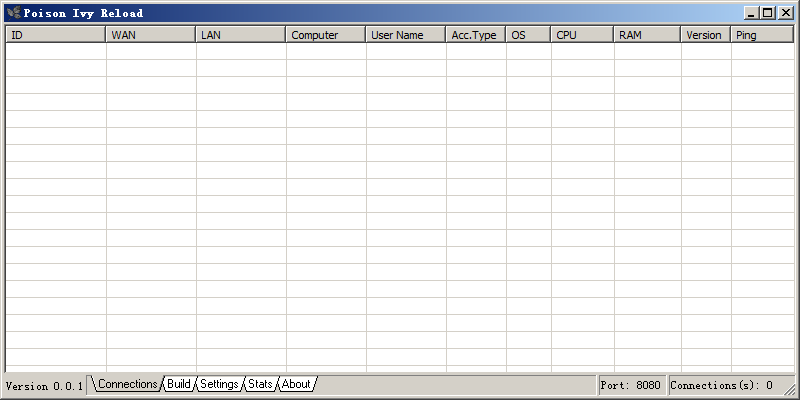 Poison Ivy Reload
ID WAN LAN Computer User Name Acc.Type OS CPU RAM Version Ping
Version 0.0.1 Connections Build Settings Stats About Port: 8080 Connections(s): 0